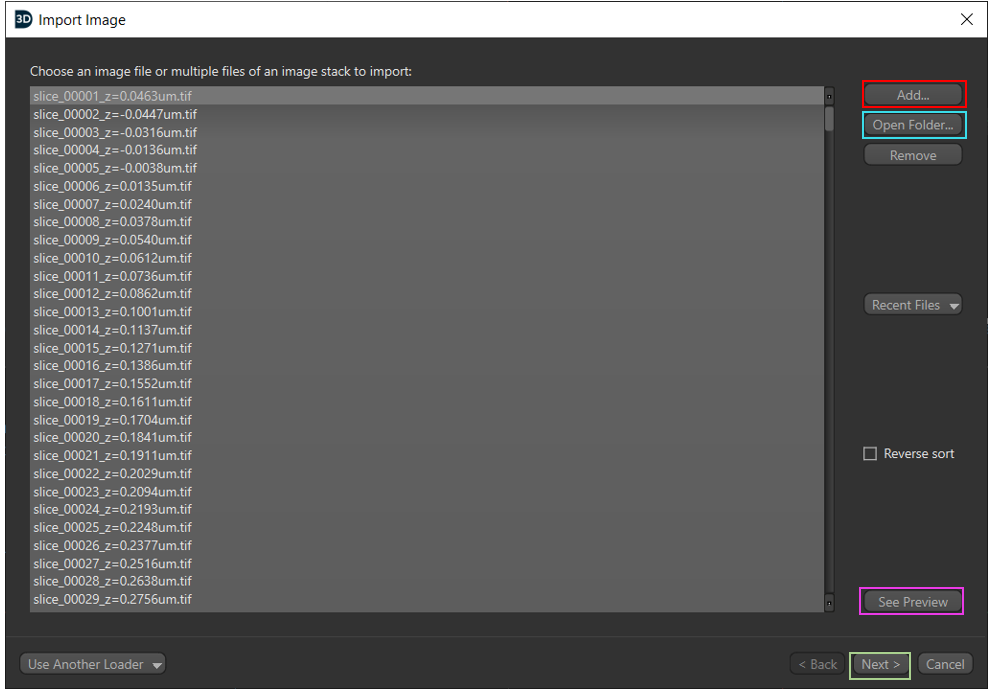 3D Import Image
Choose an image file or multiple files of an image stack to import:
slice_00001_z=0.0463um.tif
slice_00002_z=-0.0447um.tif
slice_00003_z=-0.0316um.tif
slice_00004_z=-0.0136um.tif
slice_00005_z=-0.0038um.tif
slice_00006_z=0.0135um.tif
slice_00007_z=0.0240um.tif
slice_00008_z=0.0378um.tif
slice_00009_z=0.0540um.tif
slice_00010_z=0.0612um.tif
slice_00011_z=0.0736um.tif
slice_00012_z=0.0862um.tif
slice_00013_z=0.1001um.tif
slice_00014_z=0.1137um.tif
slice_00015_z=0.1271um.tif
slice_00016_z=0.1386um.tif
slice_00017_z=0.1552um.tif
slice_00018_z=0.1611um.tif
slice_00019_z=0.1704um.tif
slice_00020_z=0.1841um.tif
slice_00021_z=0.1911um.tif
slice_00022_z=0.2029um.tif
slice_00023_z=0.2094um.tif
slice_00024_z=0.2193um.tif
slice_00025_z=0.2248um.tif
slice_00026_z=0.2377um.tif
slice_00027_z=0.2516um.tif
slice_00028_z=0.2638um.tif
slice_00029_z=0.2756um.tif
Add...
Open Folder...
Remove
Recent Files
Reverse sort
See Preview
Use Another Loader
< Back
Next >
Cancel